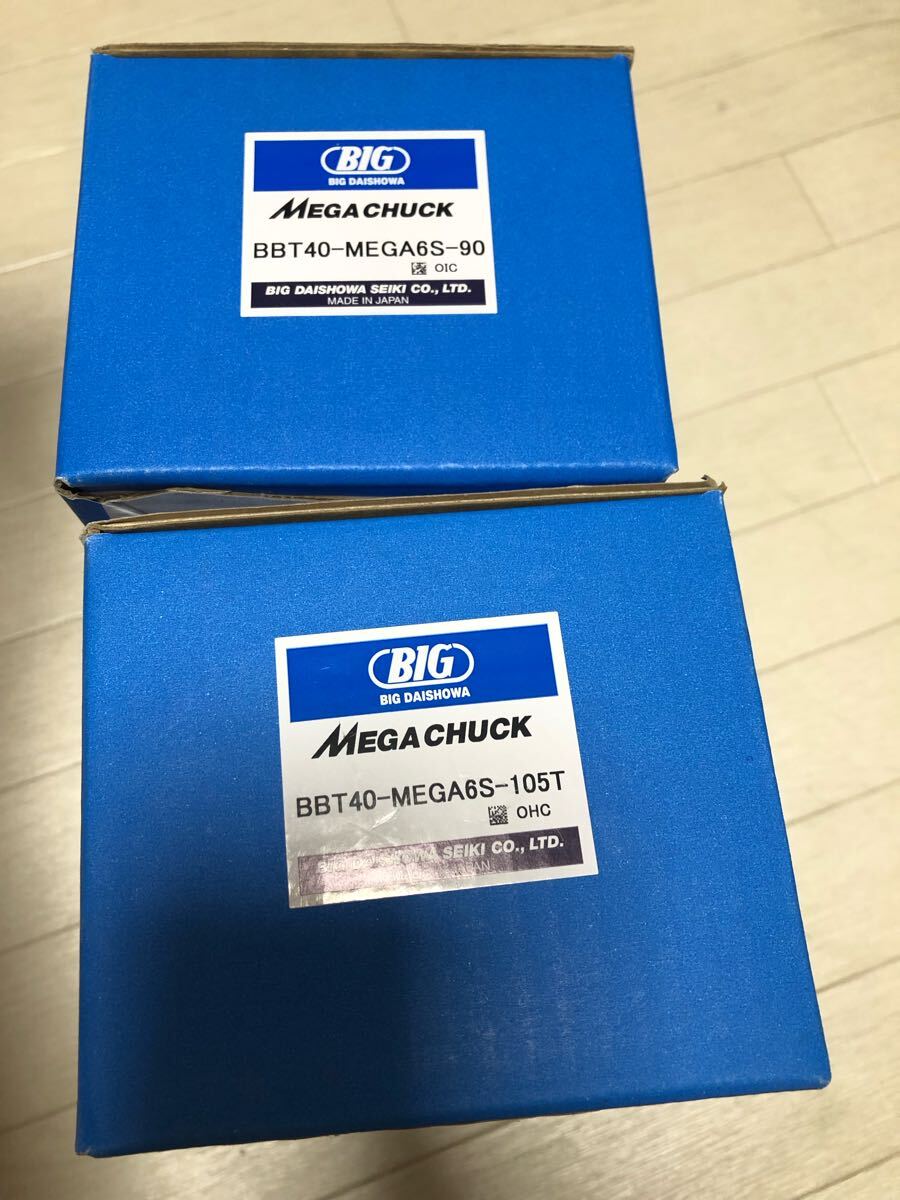 BIG
BIG DAISHOWA
MEGA CHUCK
BBT40-MEGA6S-90
OIC
BIG DAISHOWA SEIKI CO., LTD.
MADE IN JAPAN
BIG
BIG DAISHOWA
MEGA CHUCK
BBT40-MEGA6S-105T
OHC
SEIKI CO., LTD.